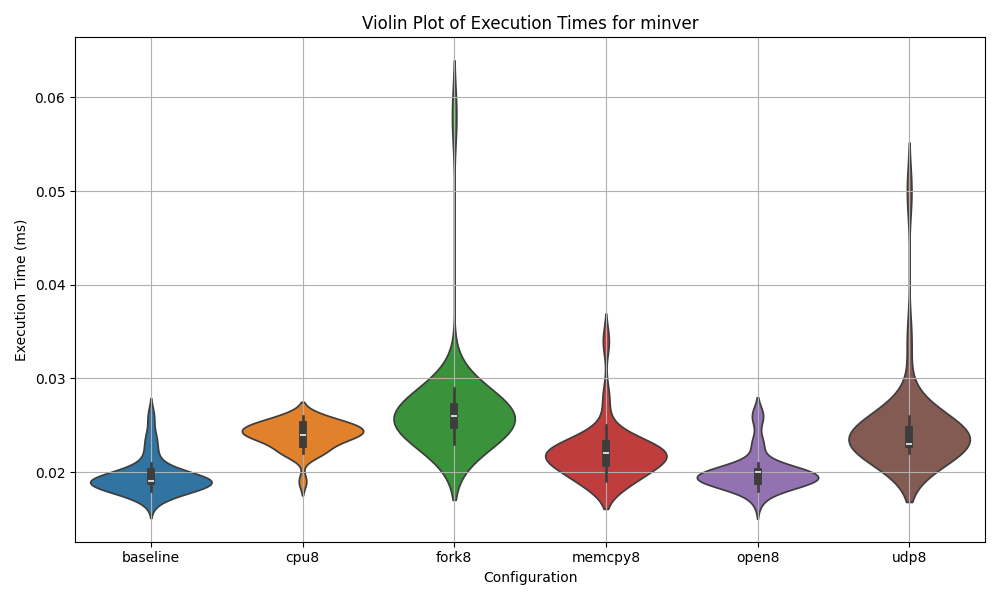 Violin Plot of Execution Times for minver
Execution Time (ms)
0.06
0.05
0.04
0.03
0.02
baseline
cpu8
fork8
memcpy8
open8
udp8
Configuration